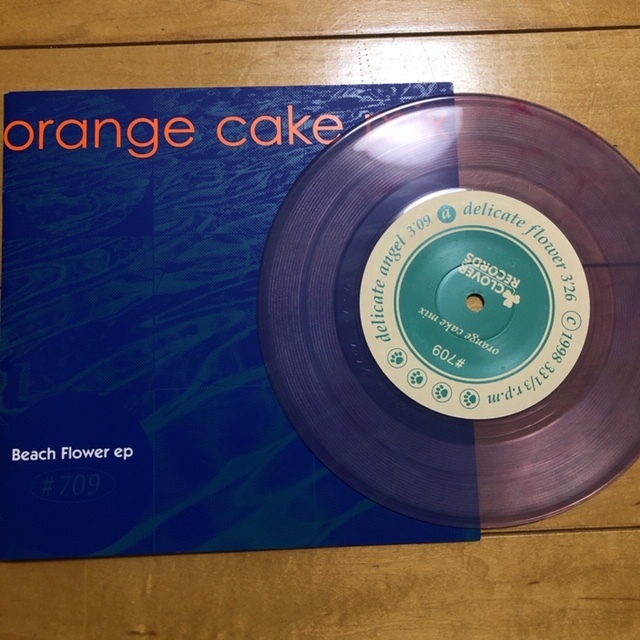 orange cake mix
Beach Flower ep
#709
delicate angel 3'09 a delicate flower 3'26 © 1998 33 1/3 r.p.m
CLOVER
RECORDS
orange cake mix
#709